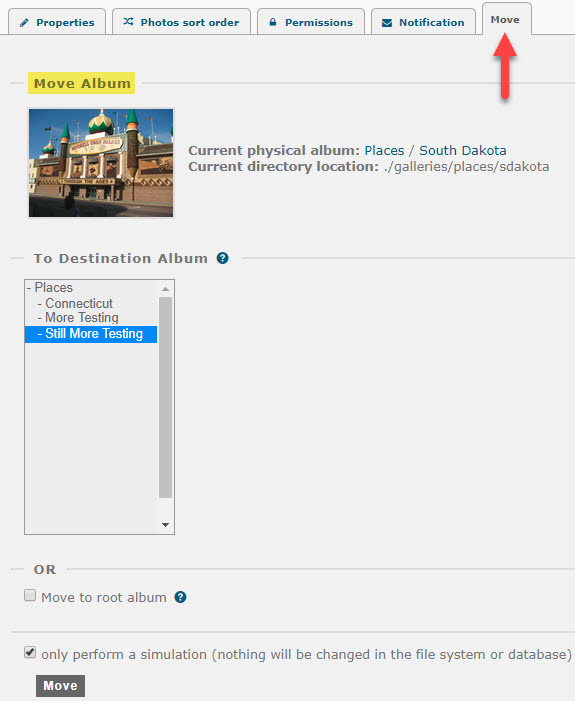 Properties Photos sort order Permissions Notification Move
Move Album
Current physical album: Places / South Dakota
Current directory location: ./galleries/places/sdakota
To Destination Album ?
- Places
- Connecticut
- More Testing
- Still More Testing
OR
Move to root album ?
only perform a simulation (nothing will be changed in the file system or database)
Move